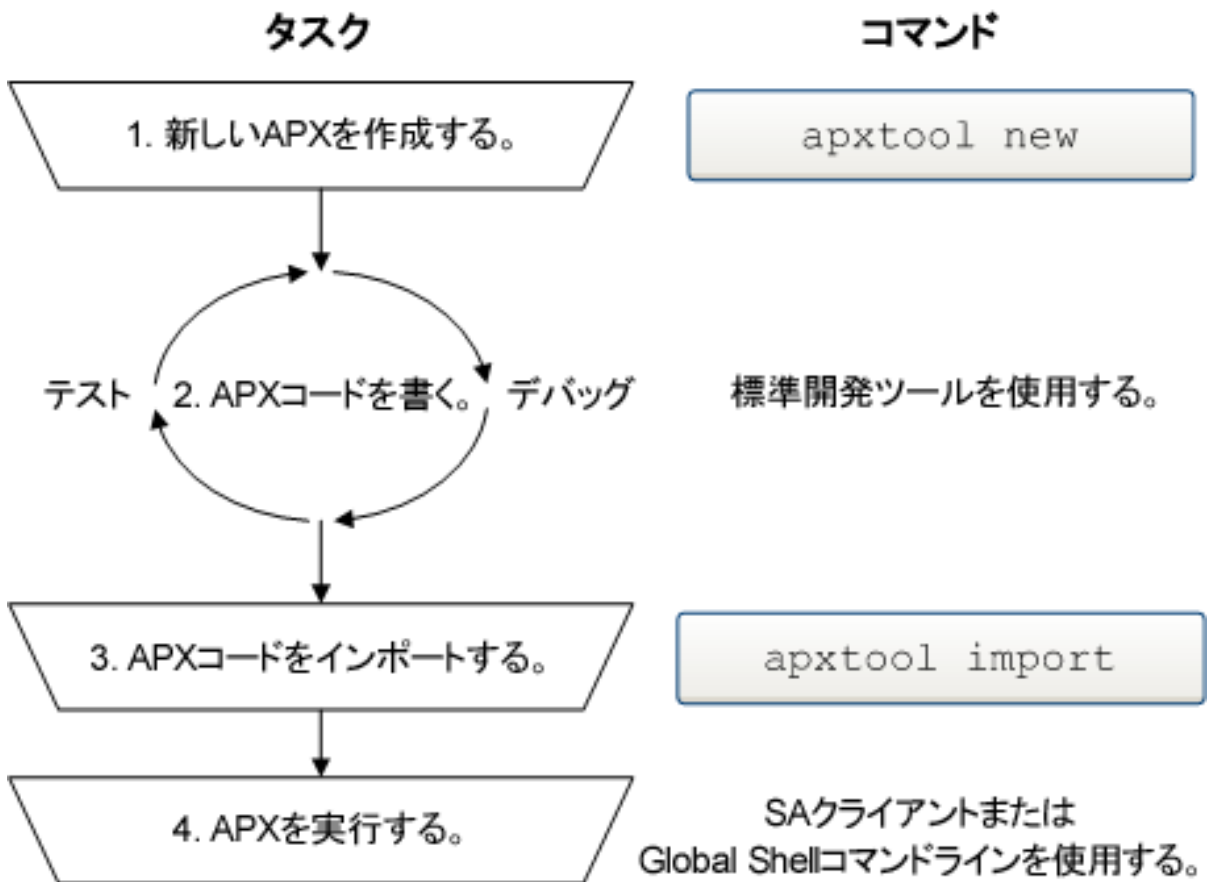 タスク
コマンド
1. 新しいAPXを作成する。
apxtool new
テスト
2. APXコードを書く。
デバッグ
標準開発ツールを使用する。
3. APXコードをインポートする。
apxtool import
4. APXを実行する。
SAクライアントまたは
Global Shellコマンドラインを使用する。